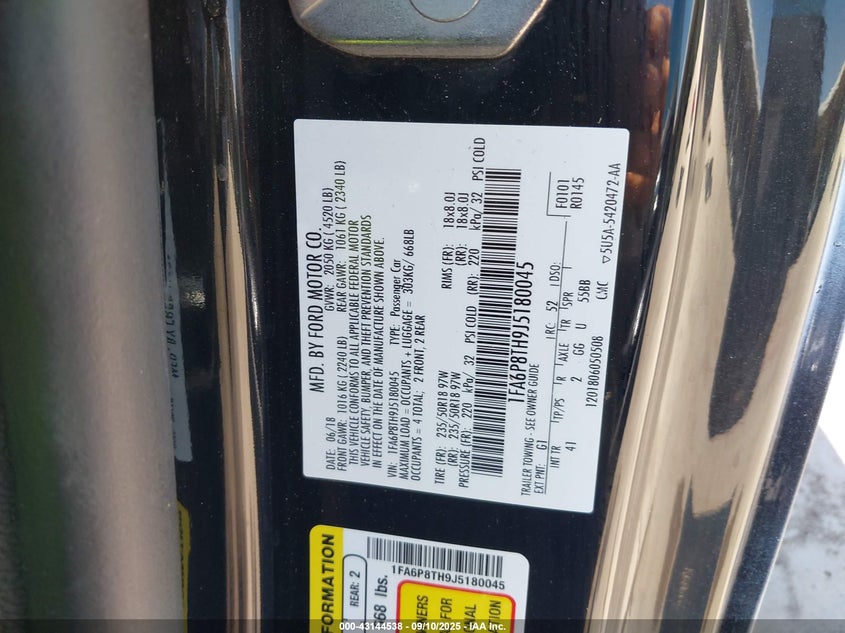 MFD. BY FORD MOTOR CO.
DATE: 06/18 GVWR: 2050 KG ( 4520 LB)
FRONT GAWR: 1016 KG ( 2240 LB) REAR GAWR: 1061 KG ( 2340 LB)
THIS VEHICLE CONFORMS TO ALL APPLICABLE FEDERAL MOTOR
VEHICLE SAFETY, BUMPER, AND THEFT PREVENTION STANDARDS
IN EFFECT ON THE DATE OF MANUFACTURE SHOWN ABOVE.
VIN: 1FA6P8TH9J5180045 TYPE: Passenger Car
MAXIMUM LOAD = OCCUPANTS + LUGGAGE = 303KG/ 668LB
OCCUPANTS = 4 TOTAL: 2 FRONT, 2 REAR
TIRE (FR): 235/50R18 97W RIMS (FR): 18x8.0J
(RR): 235/50R18 97W (RR): 18x8.0J
PRESSURE (FR): 220 kPa/ 32 PSI COLD (RR): 220 kPa/ 32 PSI COLD
1FA6P8TH9J5180045
TRAILER TOWING - SEE OWNER GUIDE
EXT PNT: G1 RC: 52 DSO: F0101
R0145
INT TR TP/PS R AXLE TR SPR
41 2 GG U 55BB
1201806050508 CMC ▽5U5A-5420472-AA
1FA6P8TH9J5180045
REAR: 2
68 lbs.
© 000-43144538 - 09/10/2025 - IAA Inc.